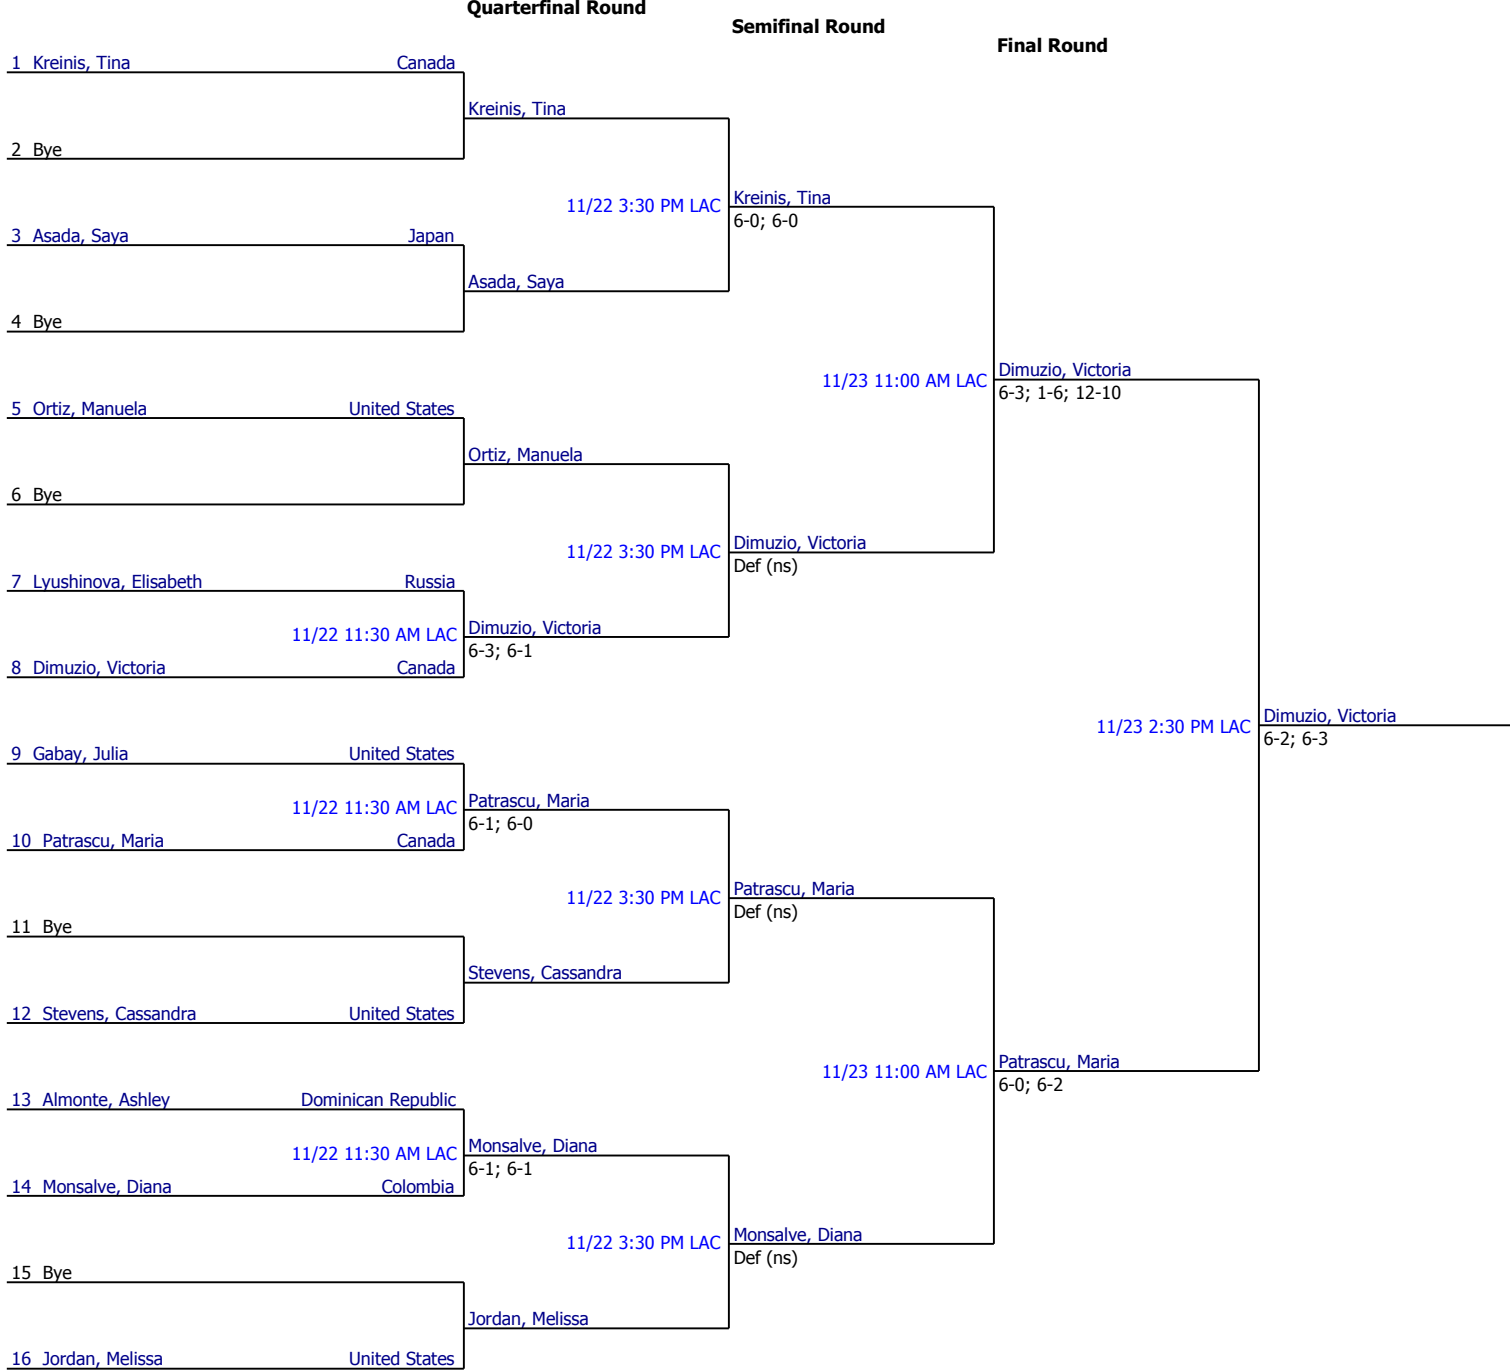 Quarterfinal Round
Semifinal Round
Final Round
1 Kreinis, Tina Canada
Kreinis, Tina
2 Bye
11/22 3:30 PM LAC Kreinis, Tina
6-0; 6-0
3 Asada, Saya Japan
Asada, Saya
4 Bye
11/23 11:00 AM LAC Dimuzio, Victoria
6-3; 1-6; 12-10
5 Ortiz, Manuela United States
Ortiz, Manuela
6 Bye
11/22 3:30 PM LAC Dimuzio, Victoria
Def (ns)
7 Lyushinova, Elisabeth Russia
11/22 11:30 AM LAC Dimuzio, Victoria
6-3; 6-1
8 Dimuzio, Victoria Canada
11/23 2:30 PM LAC Dimuzio, Victoria
6-2; 6-3
9 Gabay, Julia United States
11/22 11:30 AM LAC Patrascu, Maria
6-1; 6-0
10 Patrascu, Maria Canada
11/22 3:30 PM LAC Patrascu, Maria
Def (ns)
11 Bye
Stevens, Cassandra
12 Stevens, Cassandra United States
11/23 11:00 AM LAC Patrascu, Maria
6-0; 6-2
13 Almonte, Ashley Dominican Republic
11/22 11:30 AM LAC Monsalve, Diana
6-1; 6-1
14 Monsalve, Diana Colombia
11/22 3:30 PM LAC Monsalve, Diana
Def (ns)
15 Bye
Jordan, Melissa
16 Jordan, Melissa United States